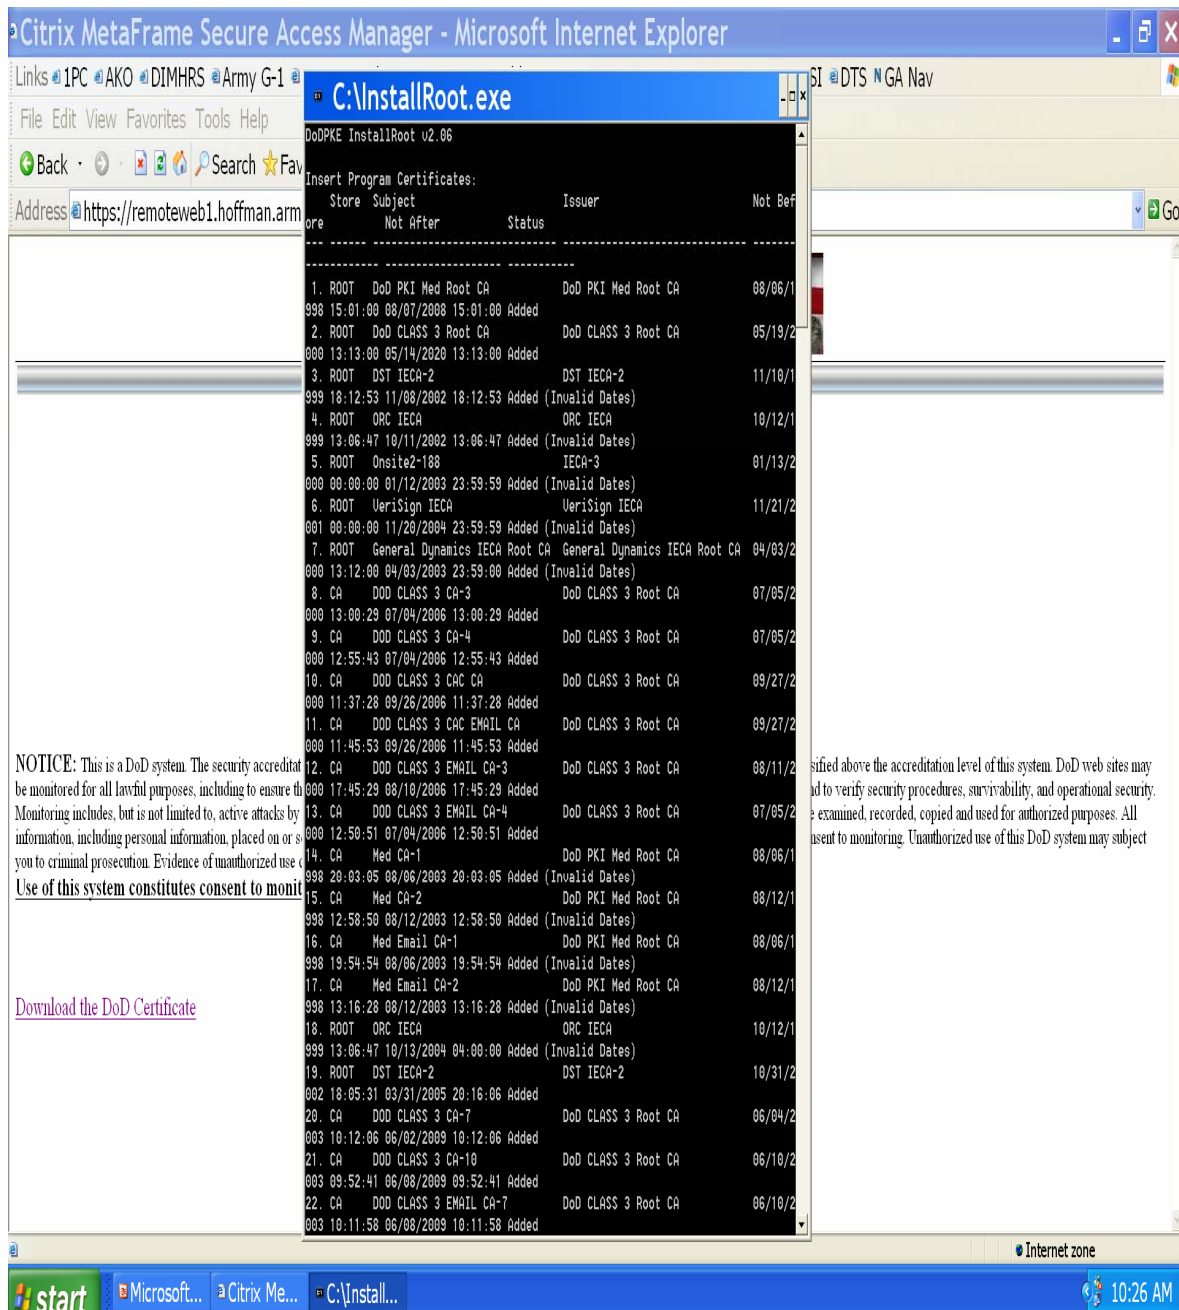 Citrix MetaFrame Secure Access Manager - Microsoft Internet Explorer
Links 1PC AKO DIMHRS Army G-1
SI DTS GA Nav
File Edit View Favorites Tools Help
Back Search Fav
Address https://remoteweb1.hoffman.arm
Go
C:\InstallRoot.exe
DoDPKE InstallRoot v2.06
Insert Program Certificates:
Store Subject Issuer Not Bef
ore Not After Status
--- ------ ---------------------------- ---------------------------- -------
------------ ------------------- -----------
1. ROOT DoD PKI Med Root CA DoD PKI Med Root CA 08/06/1
998 15:01:00 08/07/2008 15:01:00 Added
2. ROOT DoD CLASS 3 Root CA DoD CLASS 3 Root CA 05/19/2
000 13:13:00 05/14/2020 13:13:00 Added
3. ROOT DST IECA-2 DST IECA-2 11/10/1
999 18:12:53 11/08/2002 18:12:53 Added (Invalid Dates)
4. ROOT ORC IECA ORC IECA 10/12/1
999 13:06:47 10/11/2002 13:06:47 Added (Invalid Dates)
5. ROOT Onsite2-188 IECA-3 01/13/2
000 00:00:00 01/12/2003 23:59:59 Added (Invalid Dates)
6. ROOT VeriSign IECA VeriSign IECA 11/21/2
001 00:00:00 11/20/2004 23:59:59 Added (Invalid Dates)
7. ROOT General Dynamics IECA Root CA General Dynamics IECA Root CA 04/03/2
000 13:12:00 04/03/2003 23:59:00 Added (Invalid Dates)
8. CA DOD CLASS 3 CA-3 DoD CLASS 3 Root CA 07/05/2
000 13:00:29 07/04/2006 13:00:29 Added
9. CA DOD CLASS 3 CA-4 DoD CLASS 3 Root CA 07/05/2
000 12:55:43 07/04/2006 12:55:43 Added
10. CA DOD CLASS 3 CAC CA DoD CLASS 3 Root CA 09/27/2
000 11:37:28 09/26/2006 11:37:28 Added
11. CA DOD CLASS 3 CAC EMAIL CA DoD CLASS 3 Root CA 09/27/2
000 11:45:53 09/26/2006 11:45:53 Added
12. CA DOD CLASS 3 EMAIL CA-3 DoD CLASS 3 Root CA 08/11/2
000 17:45:29 08/10/2006 17:45:29 Added
13. CA DOD CLASS 3 EMAIL CA-4 DoD CLASS 3 Root CA 07/05/2
000 12:50:51 07/04/2006 12:50:51 Added
14. CA Med CA-1 DoD PKI Med Root CA 08/06/1
998 20:03:05 08/06/2003 20:03:05 Added (Invalid Dates)
15. CA Med CA-2 DoD PKI Med Root CA 08/12/1
998 12:58:50 08/12/2003 12:58:50 Added (Invalid Dates)
16. CA Med Email CA-1 DoD PKI Med Root CA 08/06/1
998 19:54:54 08/06/2003 19:54:54 Added (Invalid Dates)
17. CA Med Email CA-2 DoD PKI Med Root CA 08/12/1
998 13:16:28 08/12/2003 13:16:28 Added (Invalid Dates)
18. ROOT ORC IECA ORC IECA 10/12/1
999 13:06:47 10/13/2004 04:00:00 Added (Invalid Dates)
19. ROOT DST IECA-2 DST IECA-2 10/31/2
002 18:05:31 03/31/2005 20:16:06 Added
20. CA DOD CLASS 3 CA-7 DoD CLASS 3 Root CA 06/04/2
003 10:12:06 06/02/2009 10:12:06 Added
21. CA DOD CLASS 3 CA-10 DoD CLASS 3 Root CA 06/10/2
003 09:52:41 06/08/2009 09:52:41 Added
22. CA DOD CLASS 3 EMAIL CA-7 DoD CLASS 3 Root CA 06/10/2
003 10:11:58 06/08/2009 10:11:58 Added
NOTICE: This is a DoD system. The security accreditat
sified above the accreditation level of this system. DoD web sites may
be monitored for all lawful purposes, including to ensure th
nd to verify security procedures, survivability, and operational security.
Monitoring includes, but is not limited to, active attacks by
e examined, recorded, copied and used for authorized purposes. All
information, including personal information, placed on or s
nsent to monitoring. Unauthorized use of this DoD system may subject
you to criminal prosecution. Evidence of unauthorized use
Use of this system constitutes consent to monit
Download the DoD Certificate
Internet zone
start Microsoft... Citrix Me... C:\Install... 10:26 AM